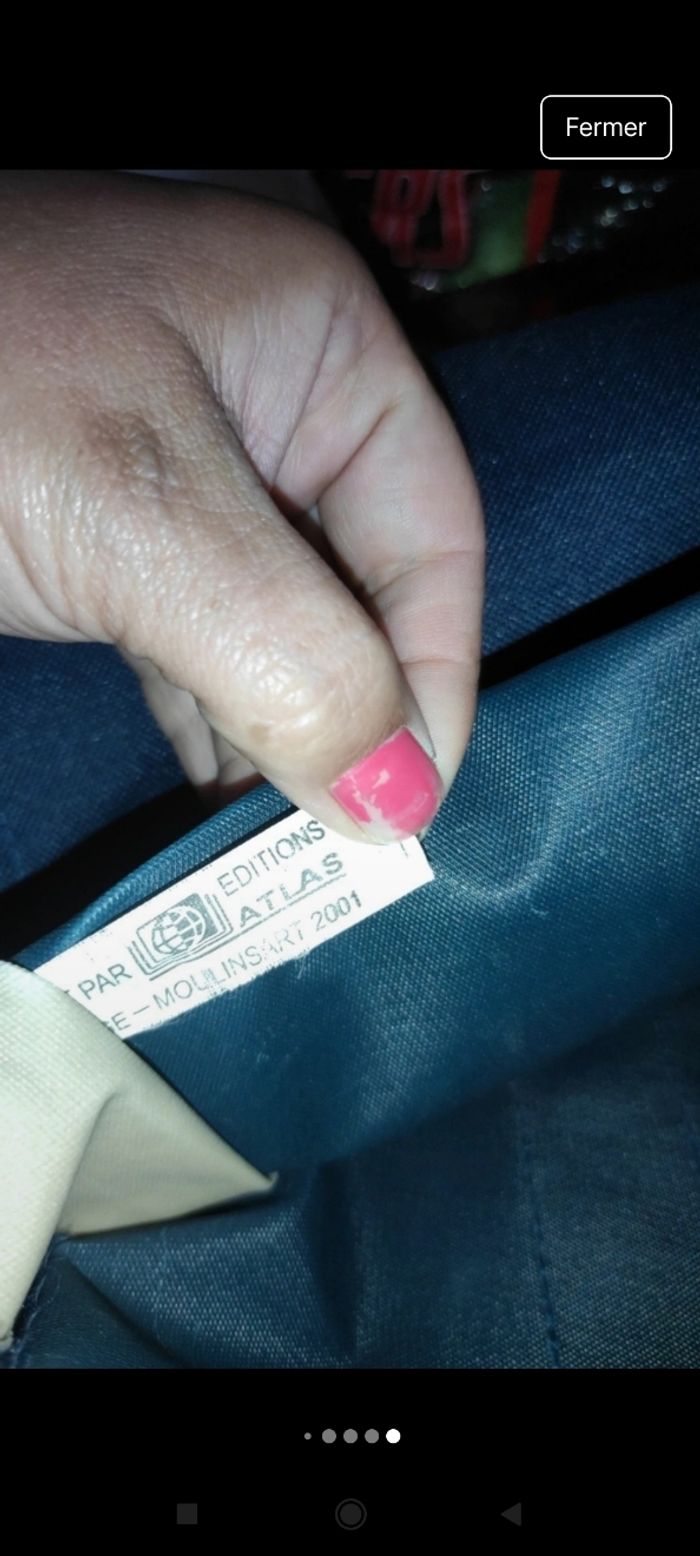 Fermer
PAR
EDITIONS
ATLAS
– MOULINSART 2001